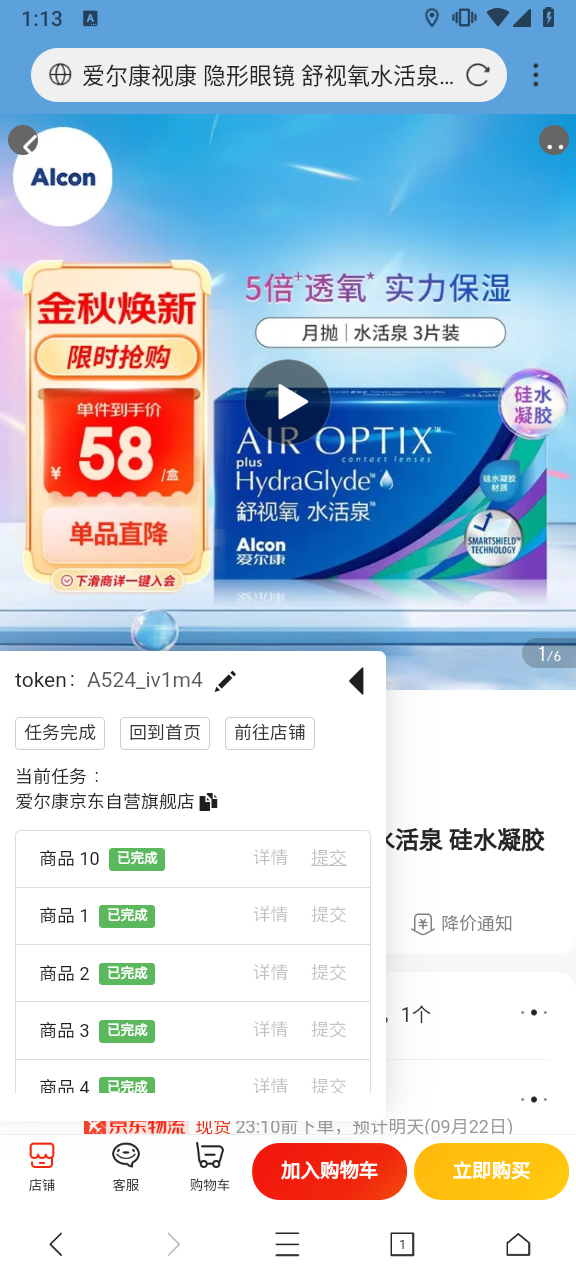 1:13
A
爱尔康视康 隐形眼镜 舒视氧水活泉...
Alcon
5倍⁺透氧* 实力保湿
月抛 | 水活泉 3片装
金秋焕新
限时抢购
单件到手价
¥ 58 /盒
单品直降
下滑商详一键入会
硅水
凝胶
AIR OPTIX™
plus
contact lenses
HydraGlyde™
舒视氧 水活泉™
硅水凝胶
材质
SMARTSHIELD™
TECHNOLOGY
Alcon
爱尔康
1/6
token： A524_iv1m4
任务完成 回到首页 前往店铺
当前任务：
爱尔康京东自营旗舰店
商品 10 已完成 详情 提交
商品 1 已完成 详情 提交
商品 2 已完成 详情 提交
商品 3 已完成 详情 提交
商品 4 已完成 详情 提交
水活泉 硅水凝胶
降价通知
，1个
京东物流 现货 23:10前下单，预计明天(09月22日)
店铺 客服 购物车 加入购物车 立即购买
1